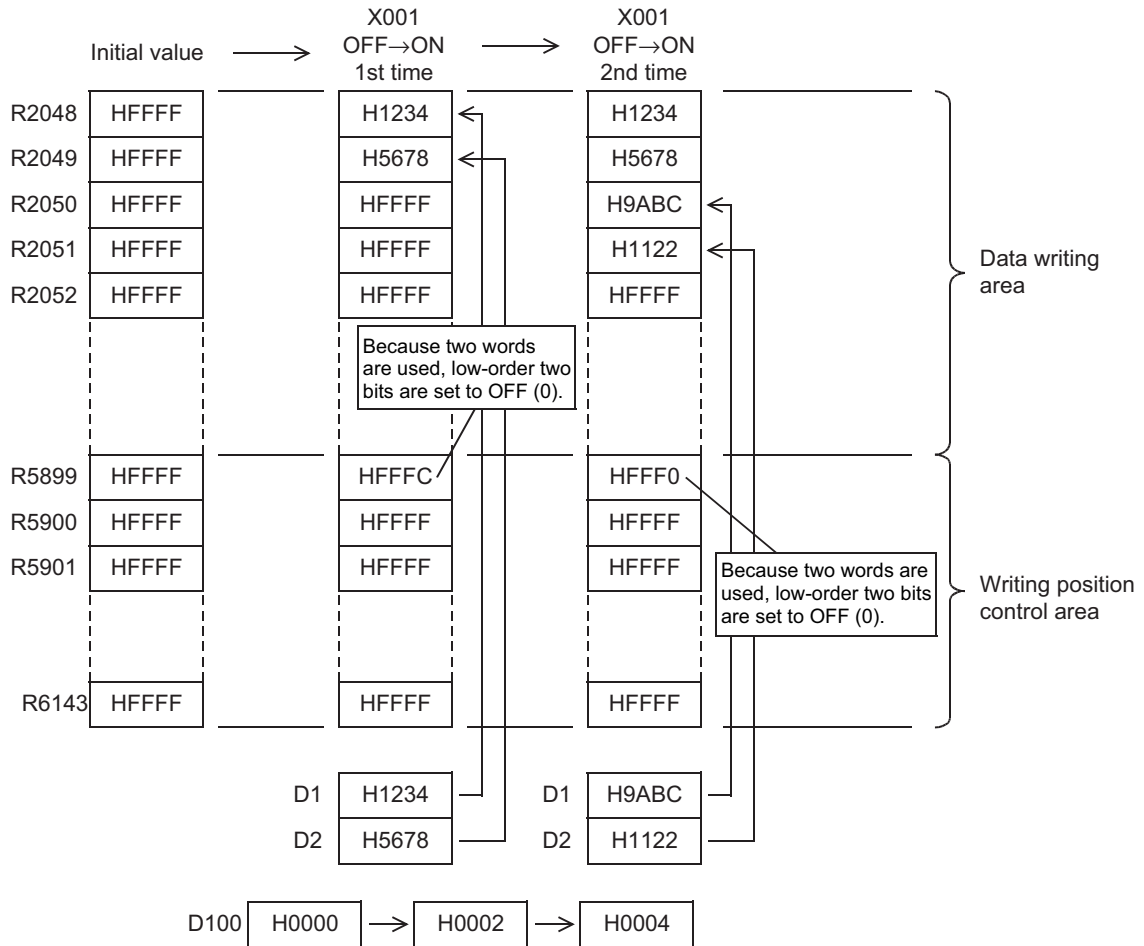 X001
X001
Initial value
OFF→ON
OFF→ON
1st time
2nd time
R2048 HFFFF H1234 H1234
R2049 HFFFF H5678 H5678
R2050 HFFFF HFFFF H9ABC
R2051 HFFFF HFFFF H1122
Data writing
area
R2052 HFFFF HFFFF HFFFF
Because two words
are used, low-order two
bits are set to OFF (0).
R5899 HFFFF HFFFC HFFF0
R5900 HFFFF HFFFF HFFFF
R5901 HFFFF HFFFF HFFFF
Because two words are
used, low-order two bits
are set to OFF (0).
Writing position
control area
R6143 HFFFF HFFFF HFFFF
D1 H1234 D1 H9ABC
D2 H5678 D2 H1122
D100 H0000 H0002 H0004